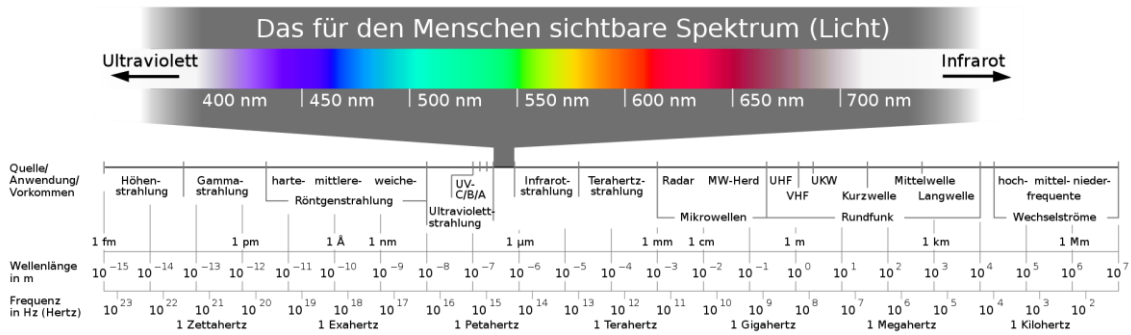 Das für den Menschen sichtbare Spektrum (Licht)
Ultraviolett
Infrarot
400 nm
450 nm
500 nm
550 nm
600 nm
650 nm
700 nm
Quelle/
Anwendung/
Vorkommen
Höhen-
strahlung
Gamma-
strahlung
harte- mittlere- weiche-
Röntgenstrahlung
UV-
C/B/A
Ultraviolett-
strahlung
Infrarot-
strahlung
Terahertz-
strahlung
Radar MW-Herd
Mikrowellen
UHF UKW Mittelwelle
VHF Kurzwelle Langwelle
Rundfunk
hoch- mittel- nieder-
frequente
Wechselströme
1 fm 1 pm 1 Å 1 nm 1 µm 1 mm 1 cm 1 m 1 km 1 Mm
Wellenlänge
in m
10⁻¹⁵ 10⁻¹⁴ 10⁻¹³ 10⁻¹² 10⁻¹¹ 10⁻¹⁰ 10⁻⁹ 10⁻⁸ 10⁻⁷ 10⁻⁶ 10⁻⁵ 10⁻⁴ 10⁻³ 10⁻² 10⁻¹ 10⁰ 10¹ 10² 10³ 10⁴ 10⁵ 10⁶ 10⁷
Frequenz
in Hz (Hertz)
10²³ 10²² 10²¹ 10²⁰ 10¹⁹ 10¹⁸ 10¹⁷ 10¹⁶ 10¹⁵ 10¹⁴ 10¹³ 10¹² 10¹¹ 10¹⁰ 10⁹ 10⁸ 10⁷ 10⁶ 10⁵ 10⁴ 10³ 10²
1 Zettahertz 1 Exahertz 1 Petahertz 1 Terahertz 1 Gigahertz 1 Megahertz 1 Kilohertz